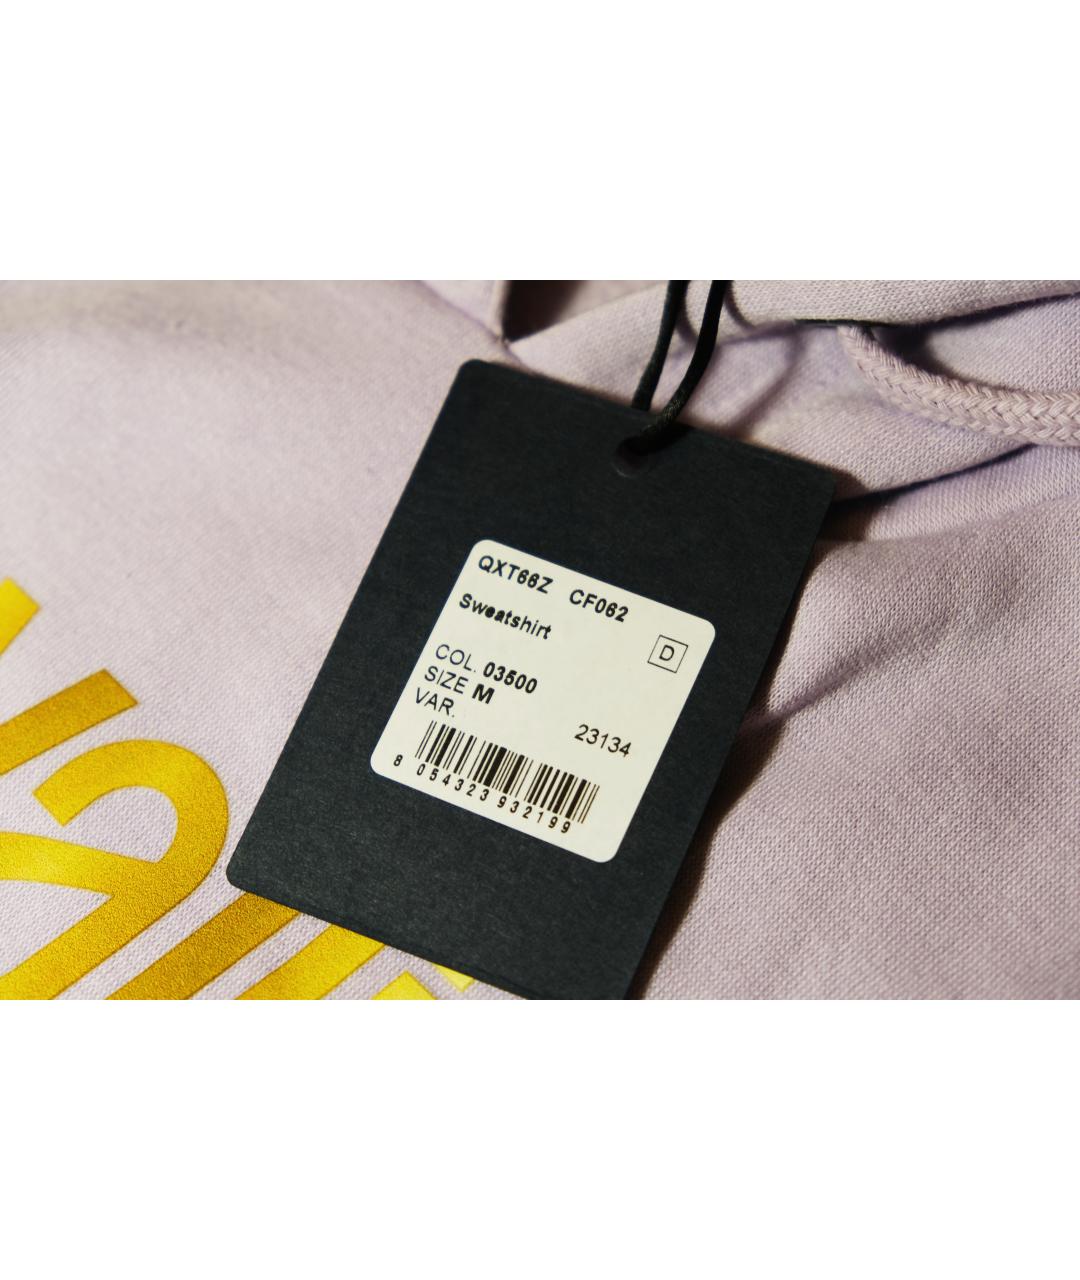 QXT66Z CF062
Sweatshirt
D
COL. 03500
SIZE M
VAR.
23134
8 054323 932199